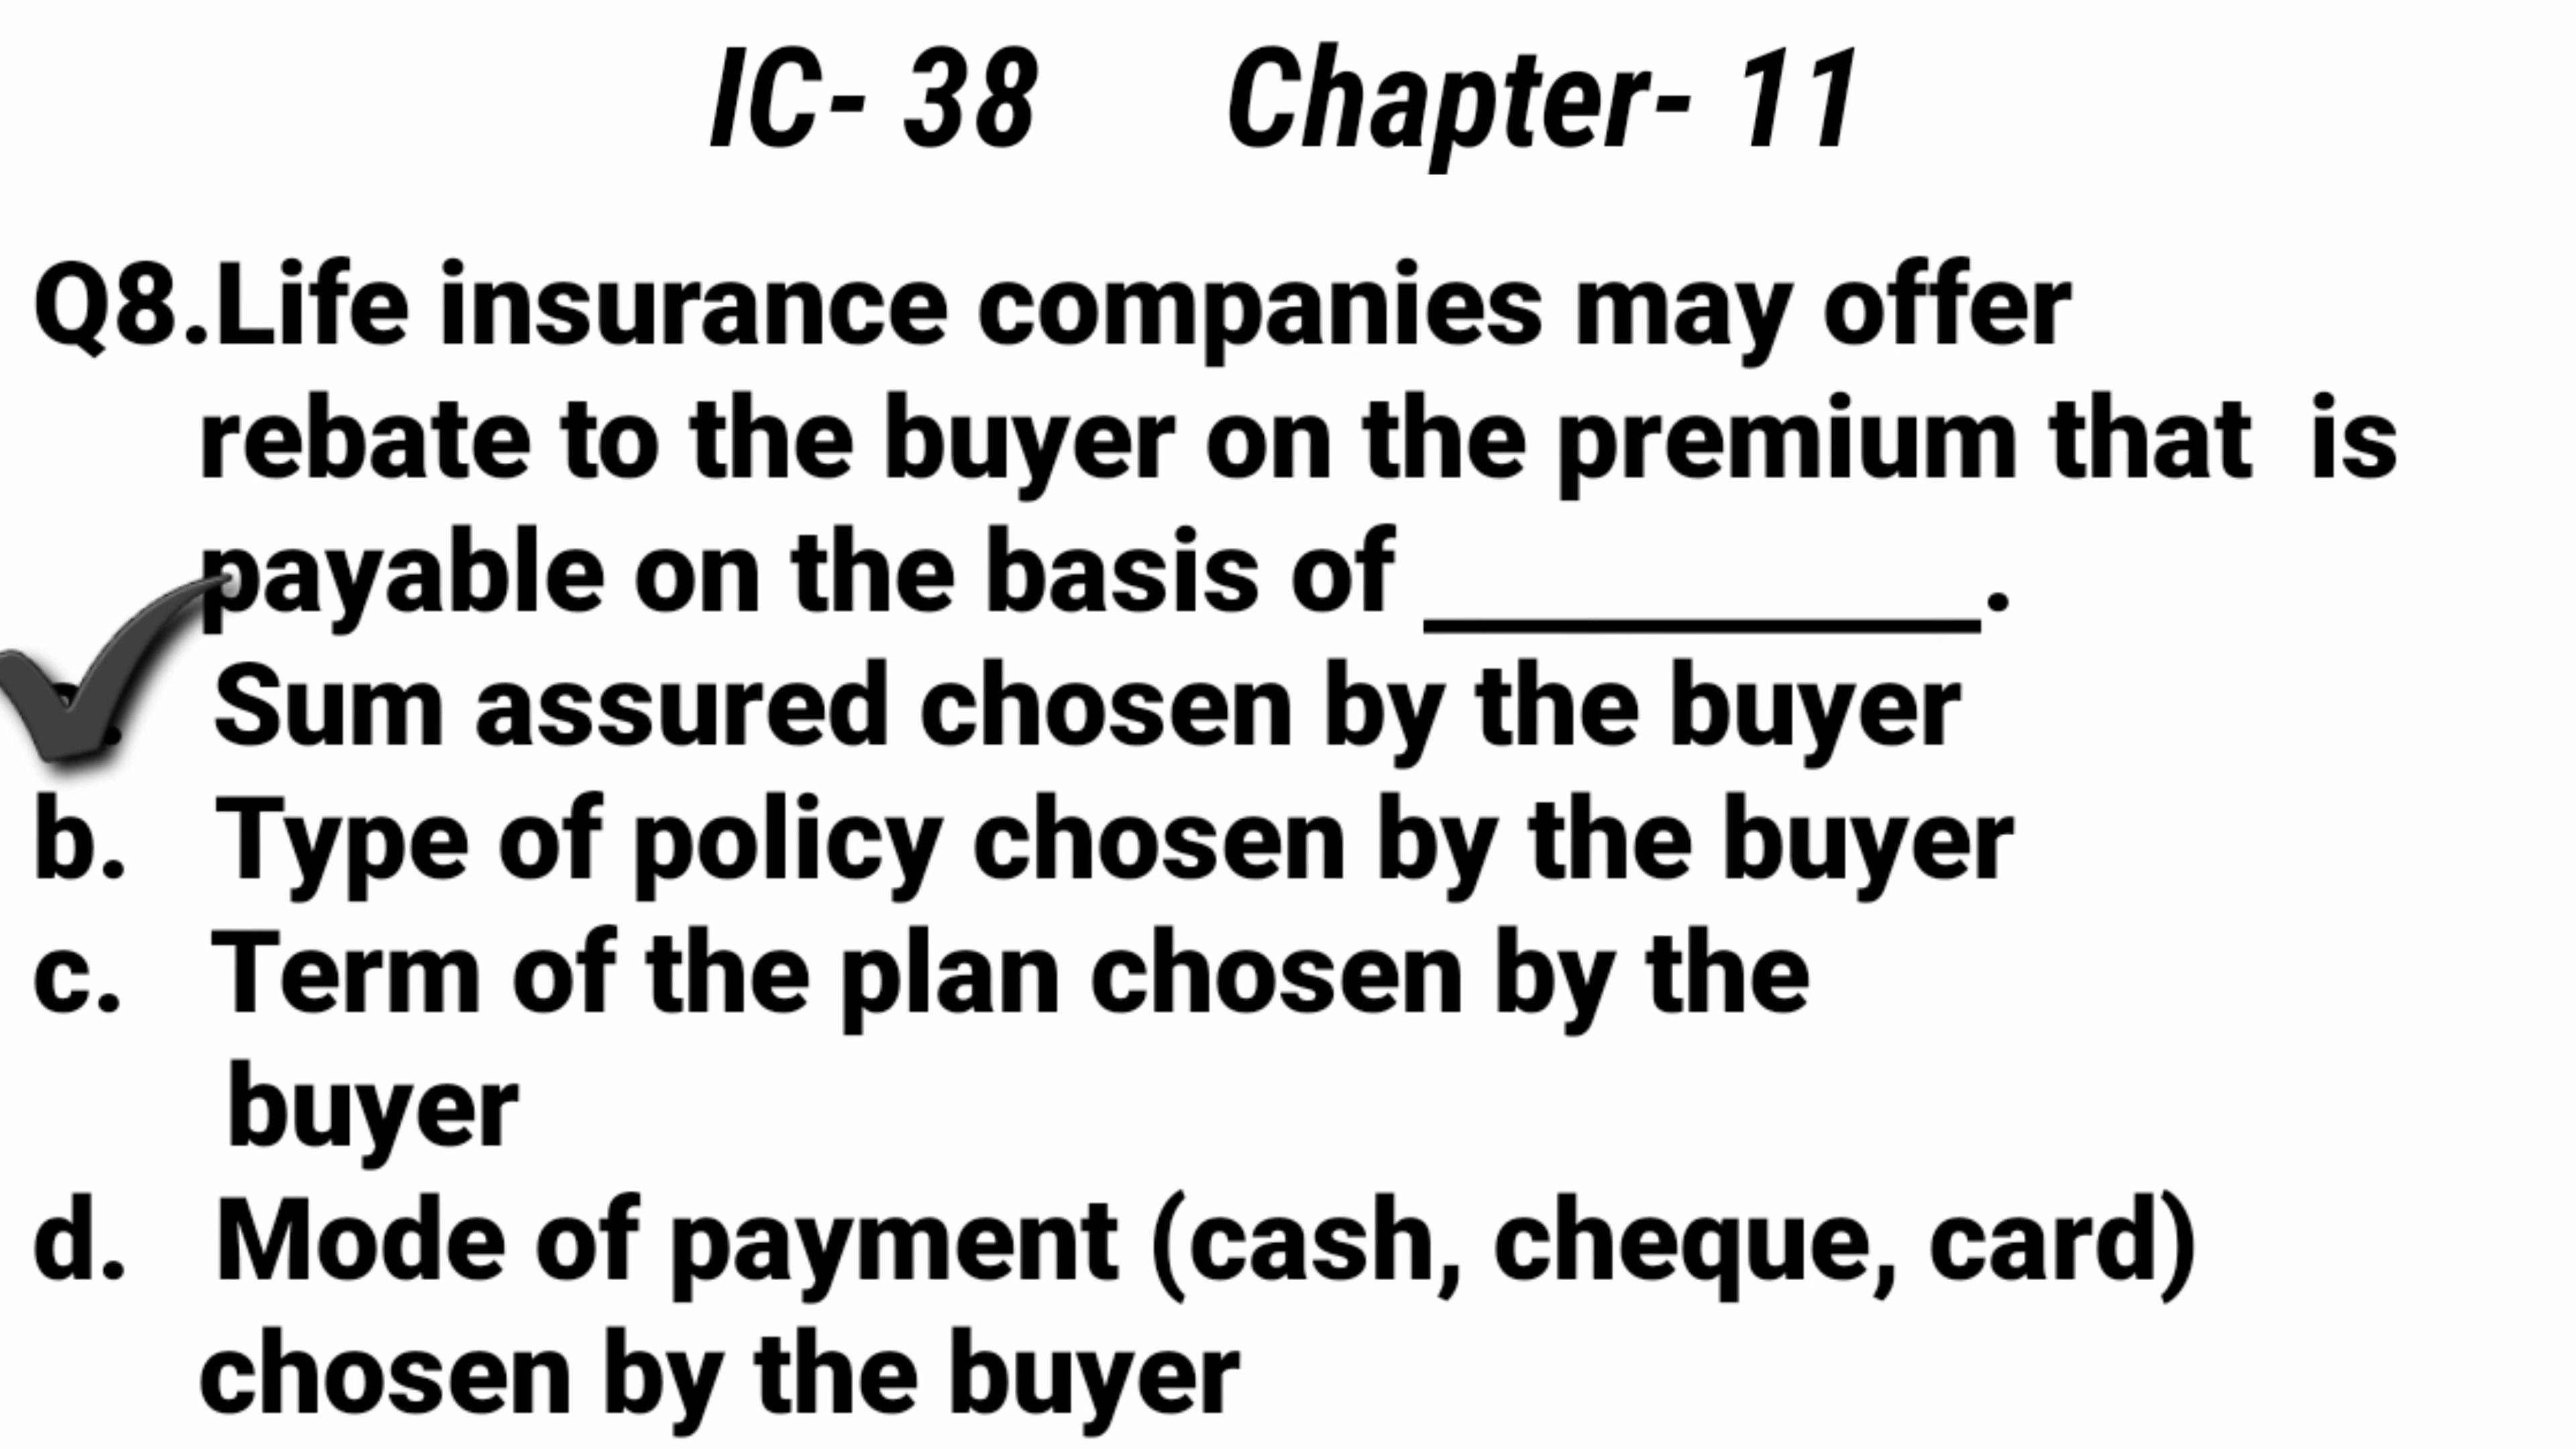 IC- 38 Chapter- 11
Q8.Life insurance companies may offer
rebate to the buyer on the premium that is
payable on the basis of __________.
Sum assured chosen by the buyer
b. Type of policy chosen by the buyer
c. Term of the plan chosen by the
buyer
d. Mode of payment (cash, cheque, card)
chosen by the buyer